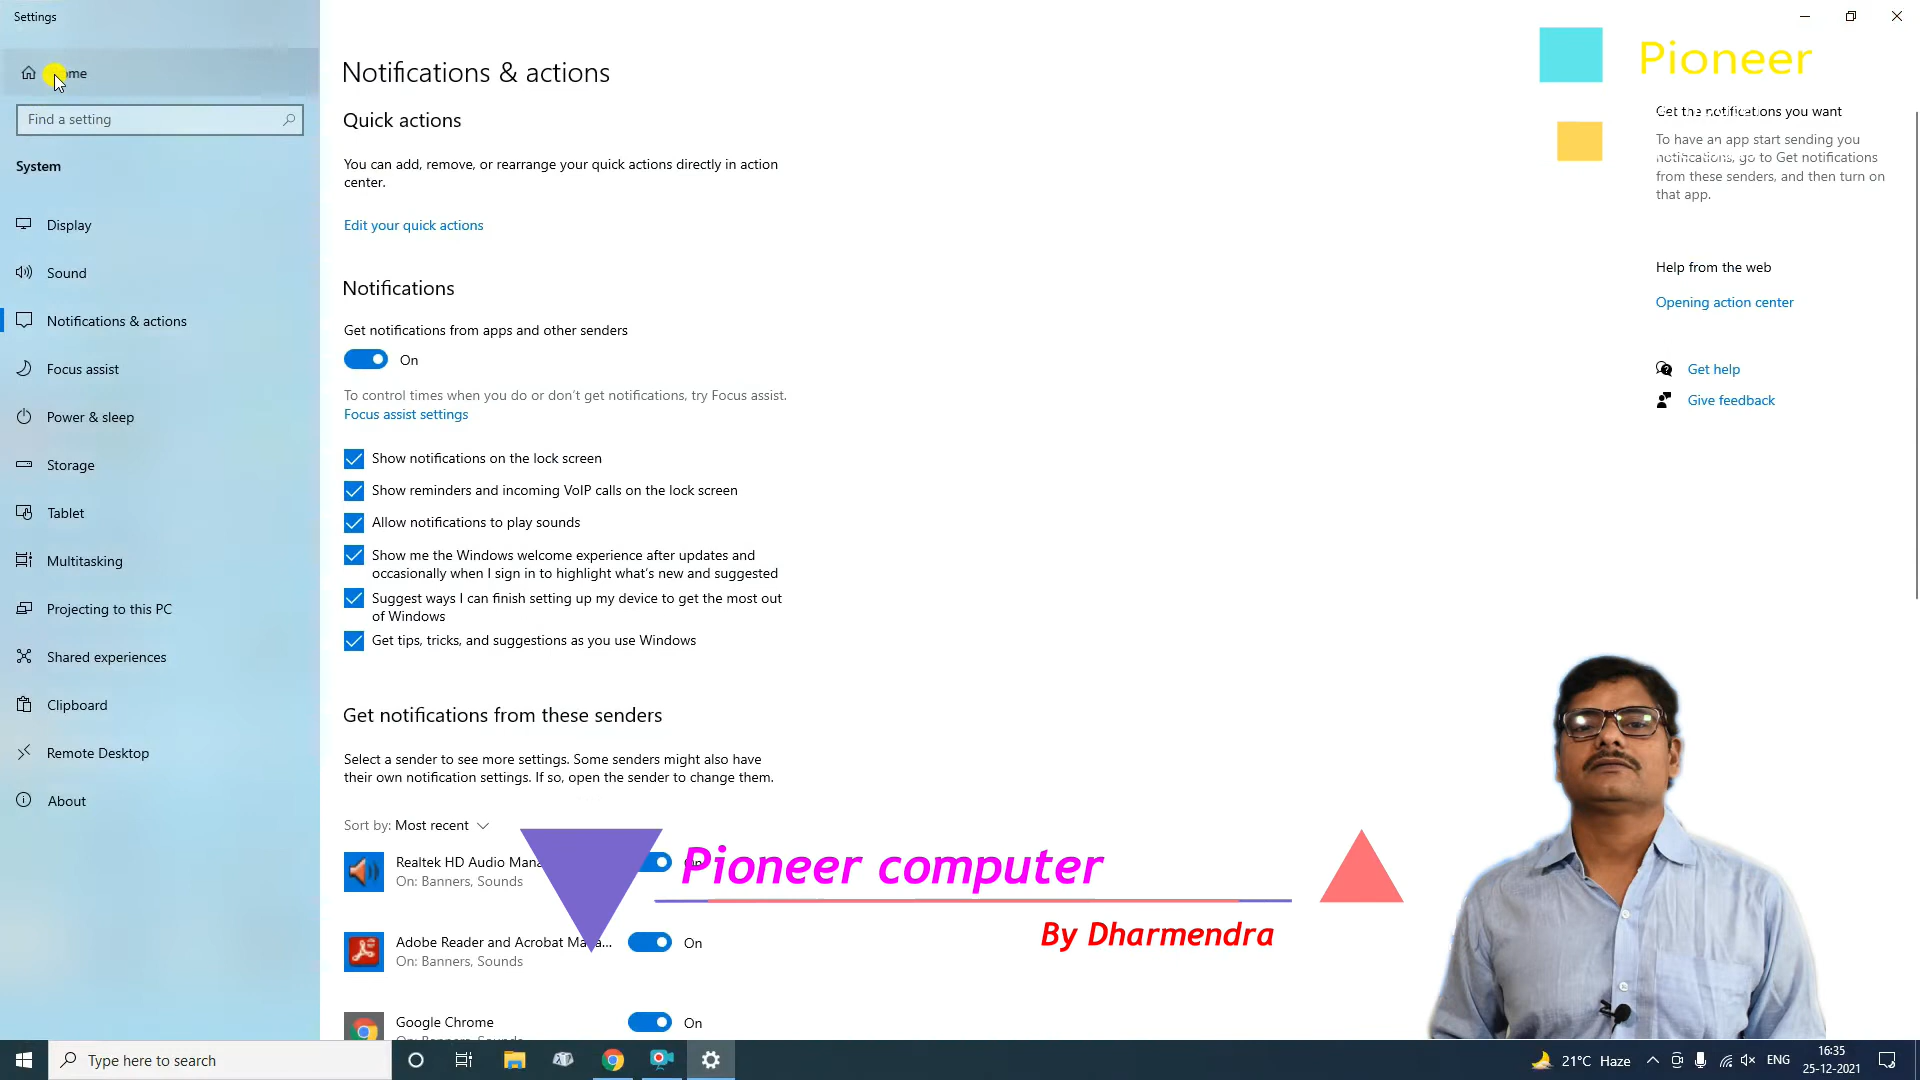 Settings
Home
Find a setting
System
Display
Sound
Notifications & actions
Focus assist
Power & sleep
Storage
Tablet
Multitasking
Projecting to this PC
Shared experiences
Clipboard
Remote Desktop
About
Notifications & actions
Quick actions
You can add, remove, or rearrange your quick actions directly in action
center.
Edit your quick actions
Notifications
Get notifications from apps and other senders
On
To control times when you do or don't get notifications, try Focus assist.
Focus assist settings
Show notifications on the lock screen
Show reminders and incoming VoIP calls on the lock screen
Allow notifications to play sounds
Show me the Windows welcome experience after updates and
occasionally when I sign in to highlight what's new and suggested
Suggest ways I can finish setting up my device to get the most out
of Windows
Get tips, tricks, and suggestions as you use Windows
Get notifications from these senders
Select a sender to see more settings. Some senders might also have
their own notification settings. If so, open the sender to change them.
Sort by: Most recent
Realtek HD Audio Mana
On: Banners, Sounds
Adobe Reader and Acrobat Mana...
On: Banners, Sounds
On
Google Chrome
On: Banners, Sounds
On
Pioneer
Get the notifications you want
To have an app start sending you
notifications, go to Get notifications
from these senders, and then turn on
that app.
Help from the web
Opening action center
Get help
Give feedback
Pioneer computer
By Dharmendra
Type here to search
21°C Haze
ENG
16:35
25-12-2021